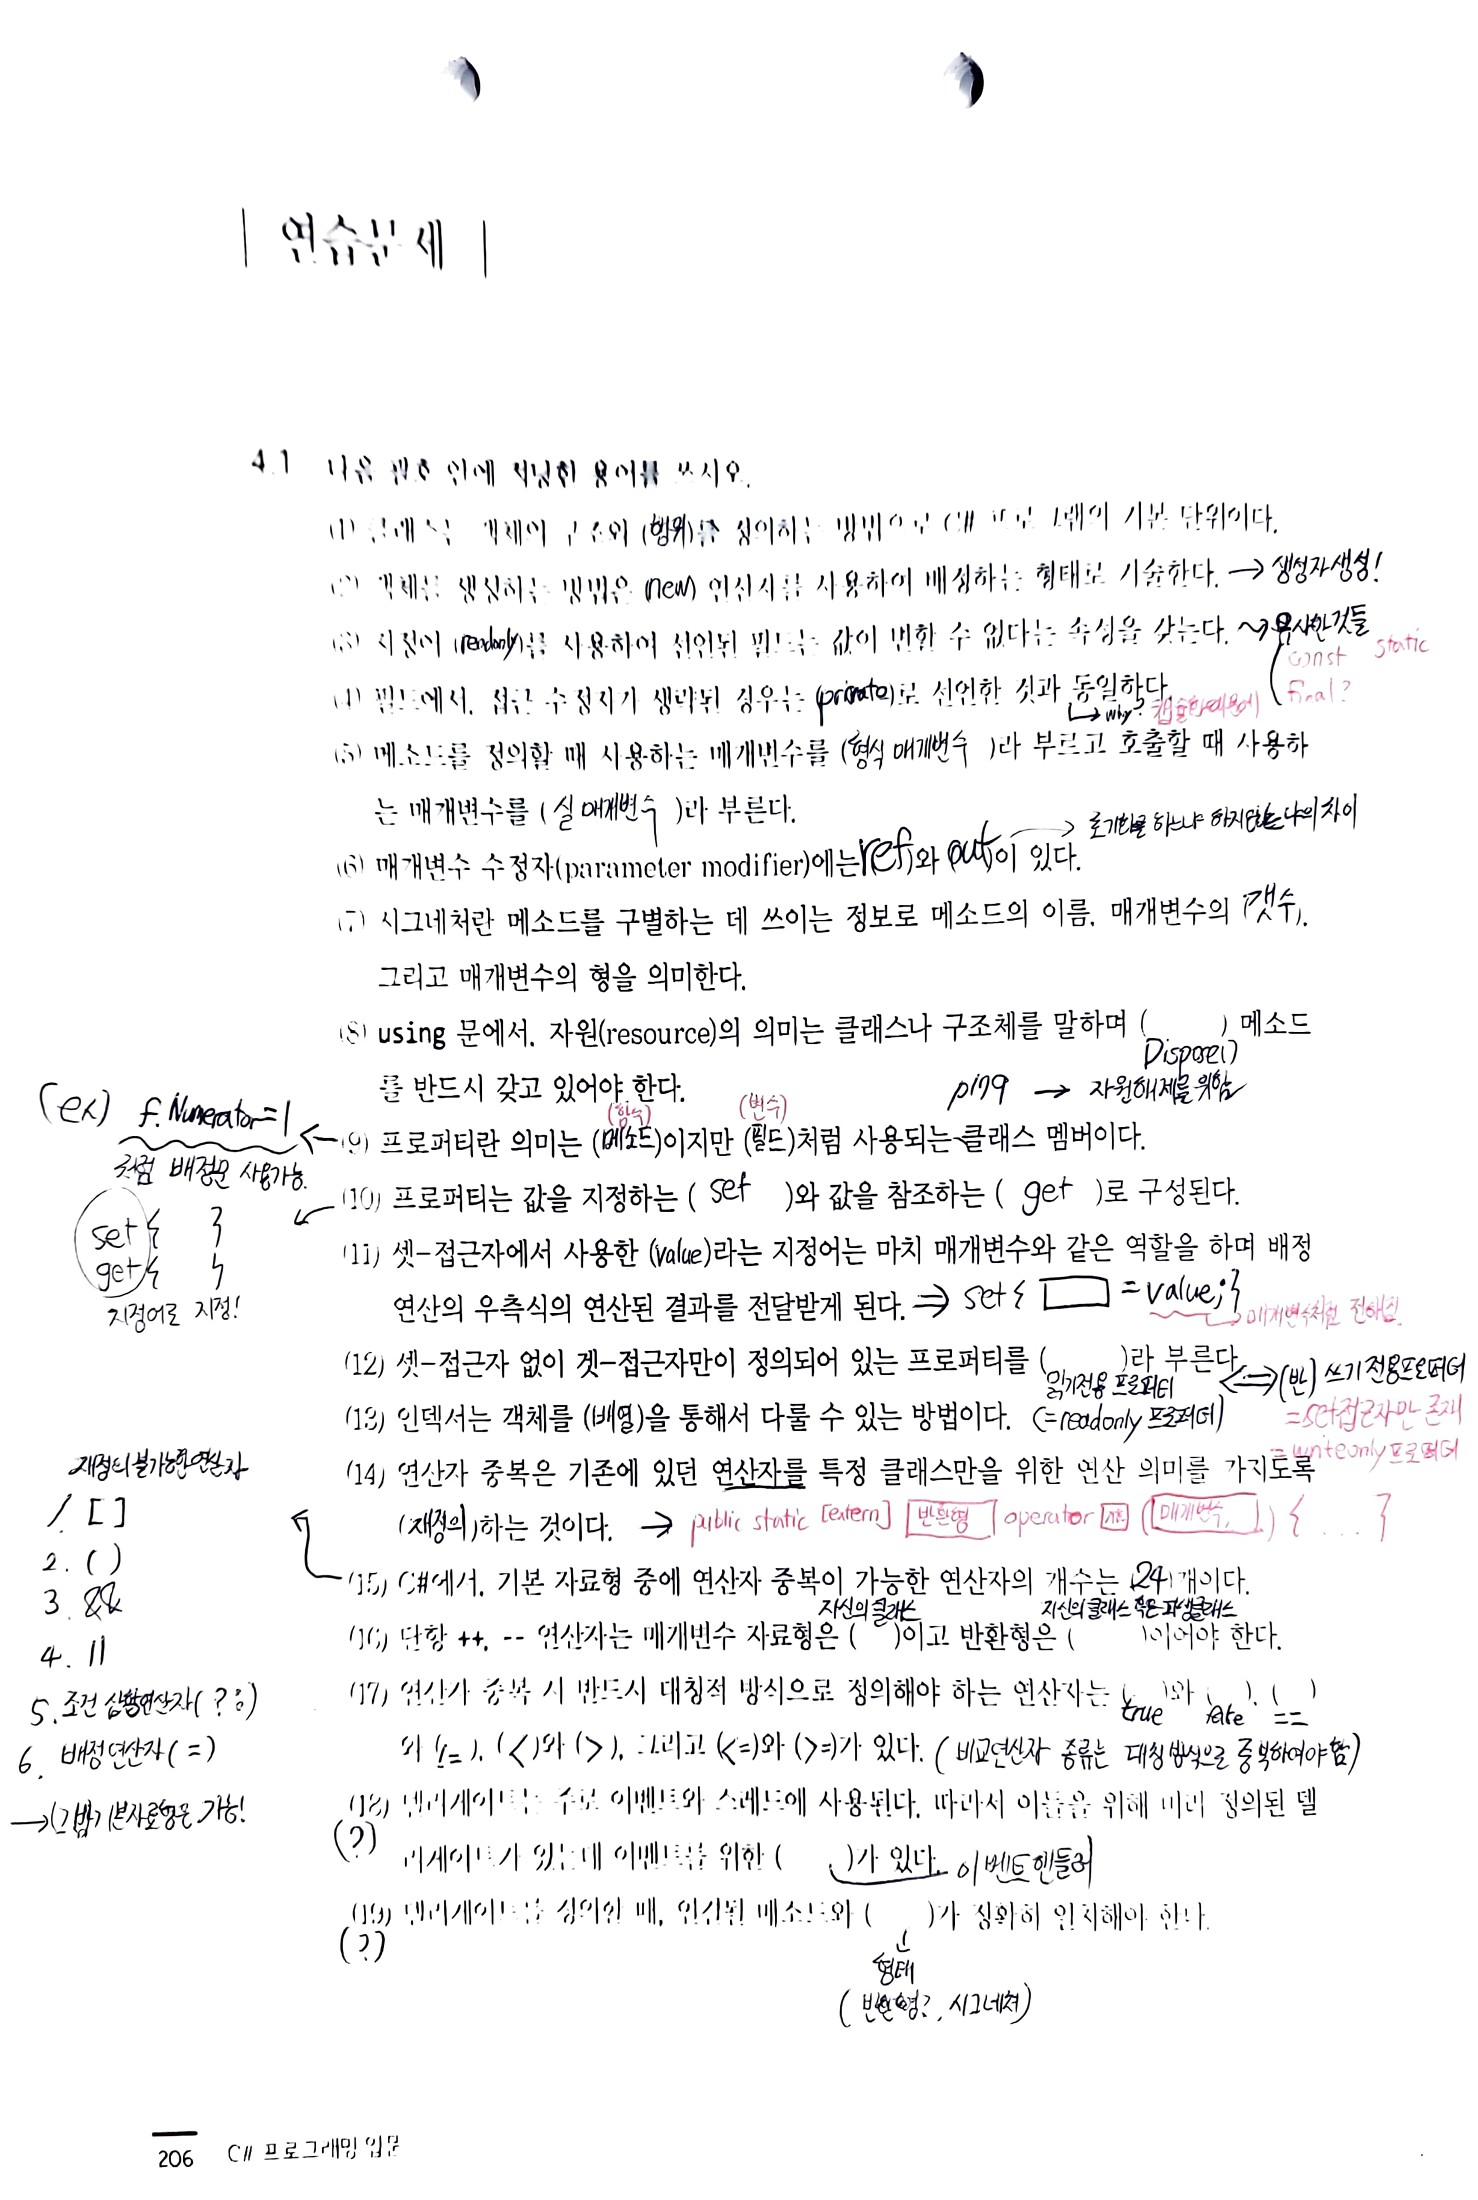 | 연습문제 |
4.1 다음 괄호 안에 적당한 용어를 쓰시오.
(1) 클래스는 객체의 구조와 (행위)를 정의하는 방법으로 C# 프로그램의 기본 단위이다.
(2) 객체를 생성하는 방법은 (new) 연산자를 사용하여 배정하는 형태로 기술한다. → 생성자 생성!
(3) 지정어 (readonly)를 사용하여 선언된 필드는 값이 변할 수 없다는 속성을 갖는다. ~> 유사한것들
const static
final?
(4) 필드에서, 접근 수정자가 생략된 경우는 (private)로 선언한 것과 동일하다.
↳ why? 캡슐화때문에
(5) 메소드를 정의할 때 사용하는 매개변수를 (형식 매개변수 )라 부르고 호출할 때 사용하
는 매개변수를 ( 실 매개변수 )라 부른다.
→ 초기화를 하느냐 하지않느냐의 차이
(6) 매개변수 수정자(parameter modifier)에는 (ref)와 (out)이 있다.
(7) 시그네처란 메소드를 구별하는 데 쓰이는 정보로 메소드의 이름, 매개변수의 (갯수),
그리고 매개변수의 형을 의미한다.
(8) using 문에서, 자원(resource)의 의미는 클래스나 구조체를 말하며 ( ) 메소드
Dispose()
를 반드시 갖고 있어야 한다.
p179 → 자원해제를 위함
(ex) f.Numerator=1
(함수) (변수)
← (9) 프로퍼티란 의미는 (메소드)이지만 (필드)처럼 사용되는 클래스 멤버이다.
처럼 배정문 사용가능.
(10) 프로퍼티는 값을 지정하는 ( set )와 값을 참조하는 ( get )로 구성된다.
set { }
get { }
지정어로 지정!
(11) 셋-접근자에서 사용한 (value)라는 지정어는 마치 매개변수와 같은 역할을 하며 배정
연산의 우측식의 연산된 결과를 전달받게 된다. ⇒ set { □ = value; }
매개변수처럼 전해짐.
(12) 셋-접근자 없이 겟-접근자만이 정의되어 있는 프로퍼티를 ( )라 부른다.
읽기전용 프로퍼티 ⟺ (반) 쓰기전용프로퍼티
(13) 인덱서는 객체를 (배열)을 통해서 다룰 수 있는 방법이다. (=readonly 프로퍼티)
=set접근자만 존재
=writeonly프로퍼티
재정의 불가능한 연산자
1. [ ]
2. ( )
3. &&
4. ||
5. 조건 삼항연산자( ? : )
6. 배정연산자( = )
(14) 연산자 중복은 기존에 있던 연산자를 특정 클래스만을 위한 연산 의미를 가지도록
(재정의)하는 것이다. → public static [extern] 반환형 operator (매개변수, ) { ... }
(15) C#에서, 기본 자료형 중에 연산자 중복이 가능한 연산자의 개수는 (24)개이다.
자신의 클래스 자신의 클래스 혹은 파생클래스
(16) 단항 ++, -- 연산자는 매개변수 자료형은 ( )이고 반환형은 ( )이어야 한다.
(17) 연산자 중복 시 반드시 대칭적 방식으로 정의해야 하는 연산자는 ( )와 ( ), ( )
true false ==
와 (!=), (<)와 (>), 그리고 (<=)와 (>=)가 있다. ( 비교연산자 종류는 대칭방식으로 중복하여야함)
(18) 델리게이트는 주로 이벤트와 스레드에 사용된다. 따라서 이들을 위해 미리 정의된 델
(?)
리게이트가 있는데 이벤트를 위한 ( )가 있다. 이벤트핸들러
(19) 델리게이트를 정의할 때, 연결될 메소드와 ( )가 정확히 일치해야 한다.
(?)
형태
( 반환형?, 시그네쳐)
206 C# 프로그래밍 입문